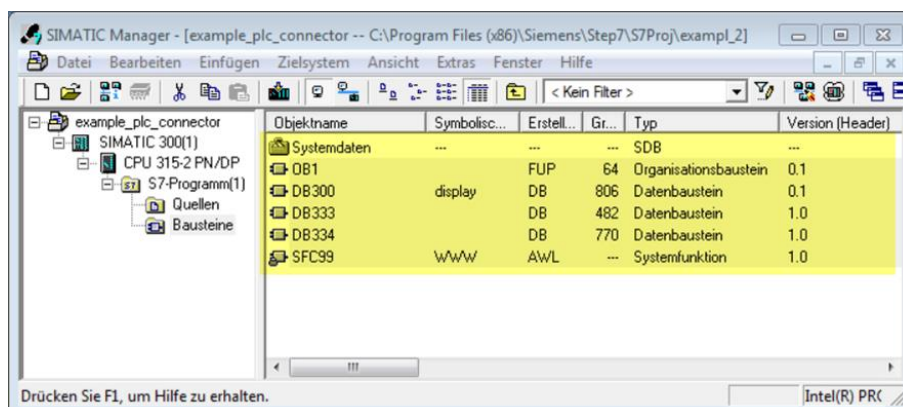 SIMATIC Manager - [example_plc_connector -- C:\Program Files (x86)\Siemens\Step7\S7Proj\exampl_2]
Datei Bearbeiten Einfügen Zielsystem Ansicht Extras Fenster Hilfe
< Kein Filter >
example_plc_connector
SIMATIC 300(1)
CPU 315-2 PN/DP
S7-Programm(1)
Quellen
Bausteine
Objektname Symbolisc... Erstell... Gr... Typ Version (Header)
Systemdaten --- --- --- SDB ---
OB1 FUP 64 Organisationsbaustein 0.1
DB300 display DB 806 Datenbaustein 0.1
DB333 DB 482 Datenbaustein 1.0
DB334 DB 770 Datenbaustein 1.0
SFC99 WWW AWL --- Systemfunktion 1.0
Drücken Sie F1, um Hilfe zu erhalten. Intel(R) PR(